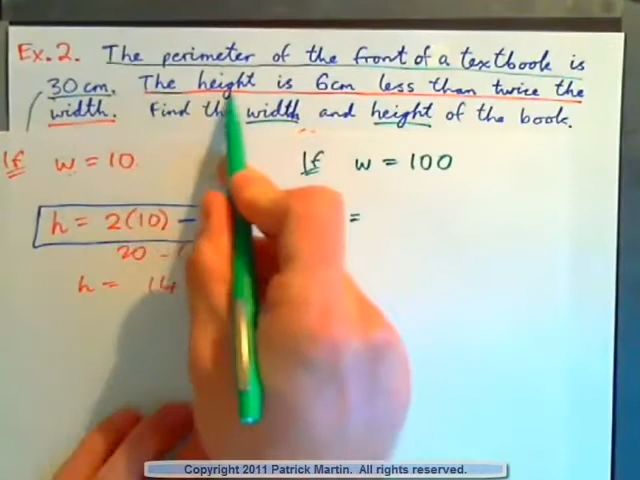 Ex. 2. The perimeter of the front of a textbook is
30 cm. The height is 6cm less than twice the
width. Find the width and height of the book.
If w = 10
If w = 100
h = 2(10) -
=
20 -
h = 14
Copyright 2011 Patrick Martin. All rights reserved.